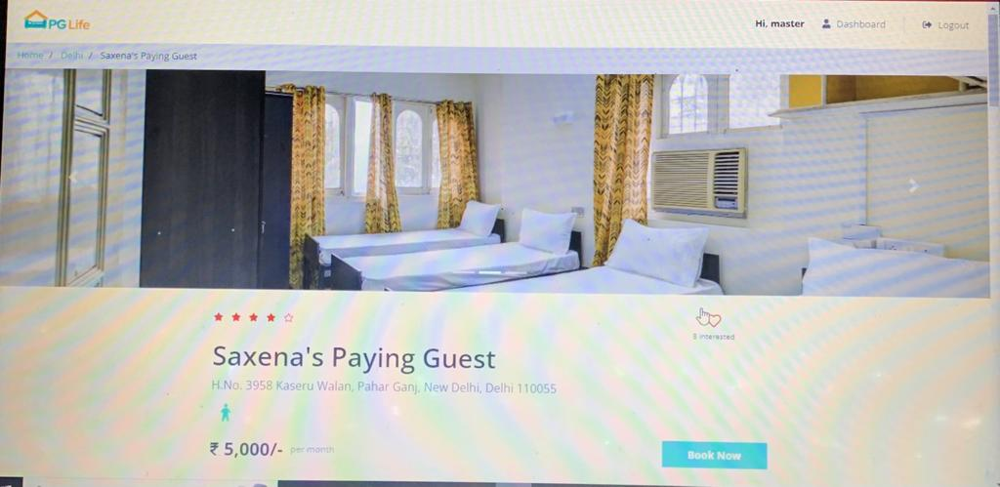 PG Life
Hi, master Dashboard Logout
Home / Delhi / Saxena's Paying Guest
8 interested
Saxena's Paying Guest
H.No. 3958 Kaseru Walan, Pahar Ganj, New Delhi, Delhi 110055
₹ 5,000/- per month
Book Now